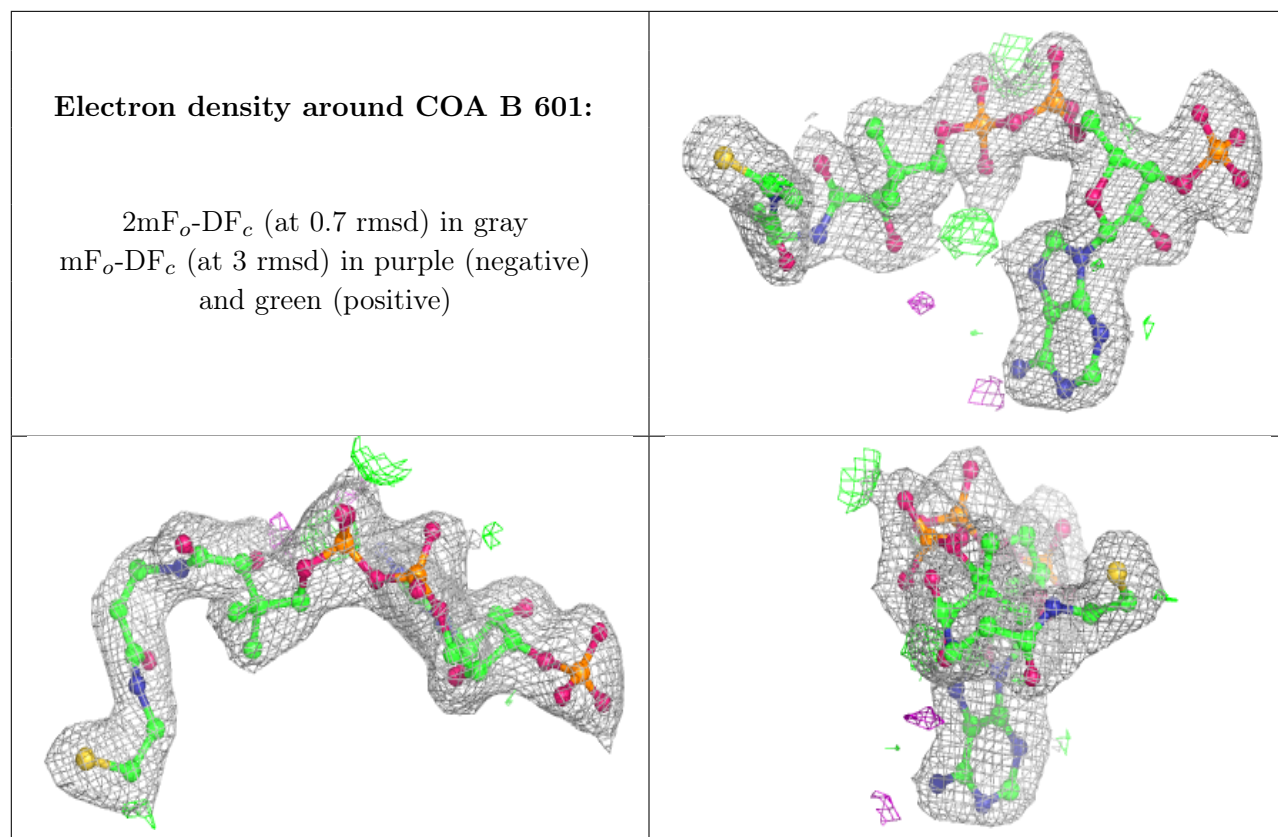 Electron density around COA B 601:
2mFo-DFc (at 0.7 rmsd) in gray
mFo-DFc (at 3 rmsd) in purple (negative)
and green (positive)